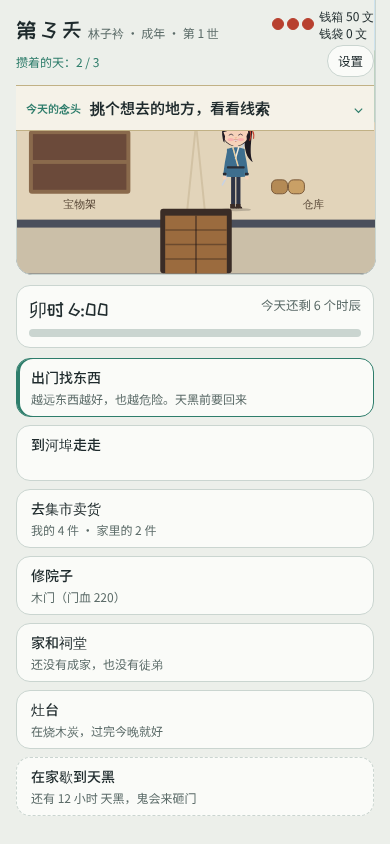 第 3 天 林子衿 · 成年 · 第 1 世
钱箱 50 文
钱袋 0 文
攒着的天：2 / 3
设置
今天的念头 挑个想去的地方，看看线索
宝物架
仓库
卯时 6:00
今天还剩 6 个时辰
出门找东西
越远东西越好，也越危险。天黑前要回来
到河埠走走
去集市卖货
我的 4 件 · 家里的 2 件
修院子
木门（门血 220）
家和祠堂
还没有成家，也没有徒弟
灶台
在烧木炭，过完今晚就好
在家歇到天黑
还有 12 小时 天黑，鬼会来砸门